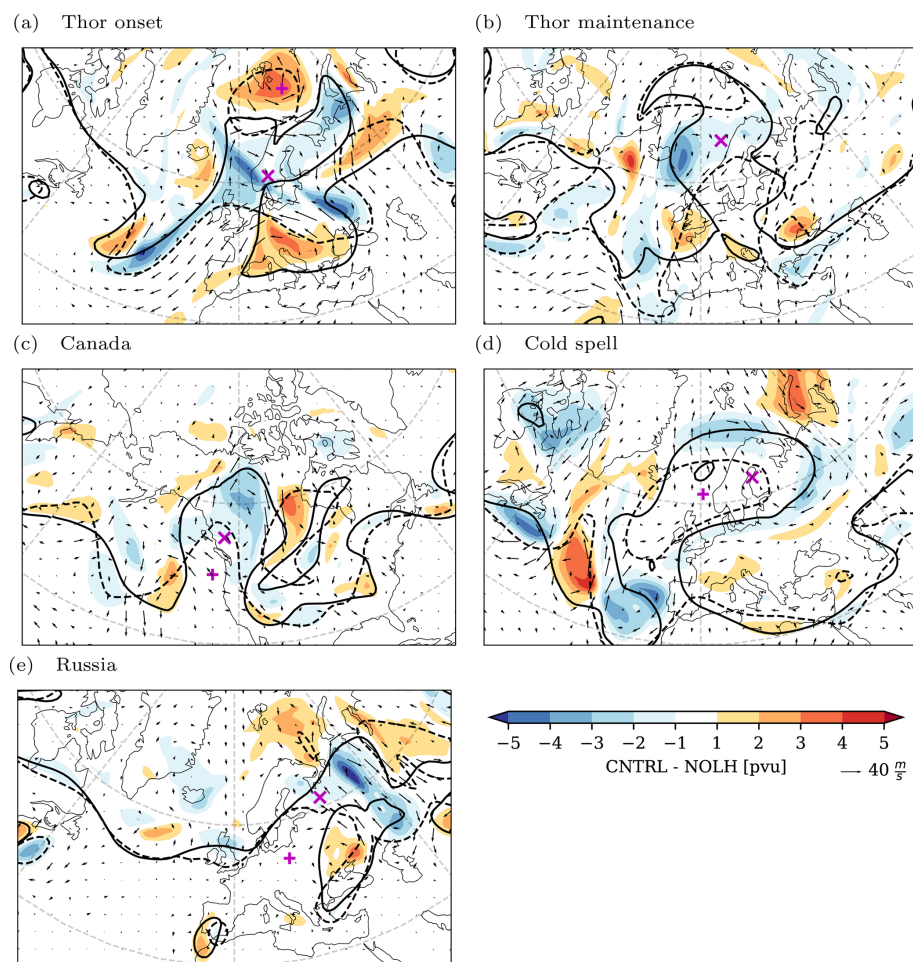 (a) Thor onset
(b) Thor maintenance
(c) Canada
(d) Cold spell
(e) Russia
−5 −4 −3 −2 −1 1 2 3 4 5
CNTRL - NOLH [pvu]
40 m/s